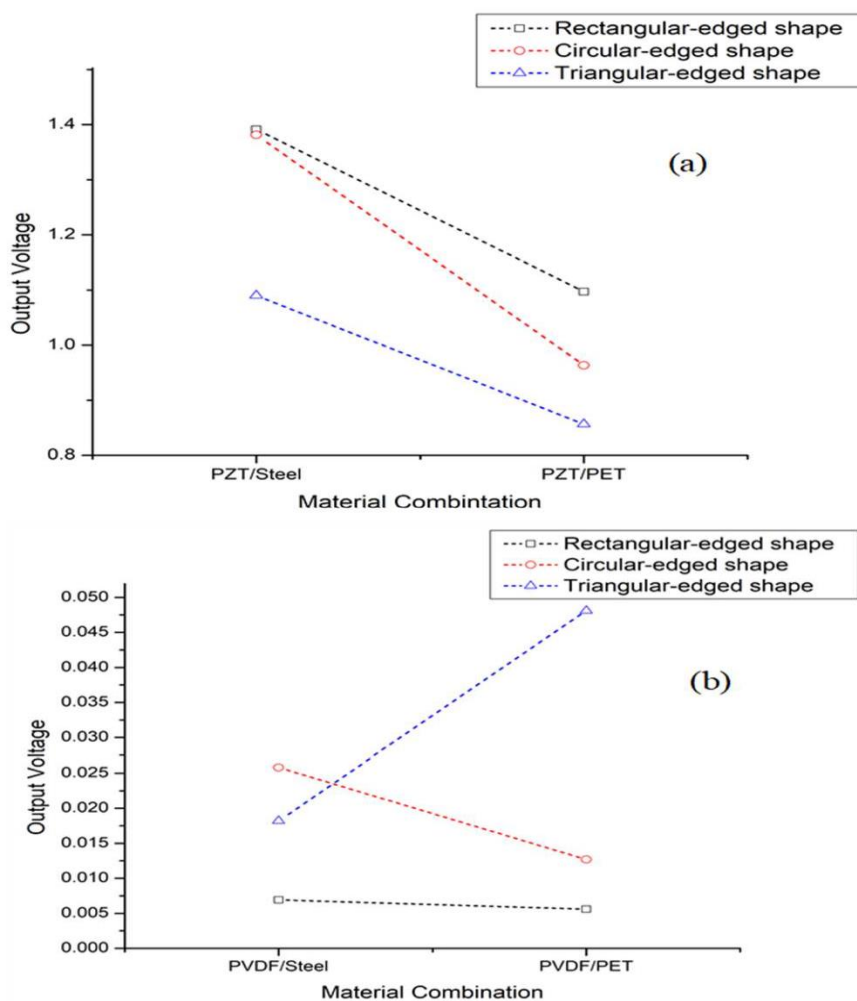 Rectangular-edged shape
Circular-edged shape
Triangular-edged shape
(a)
1.4
1.2
1.0
0.8
Output Voltage
PZT/Steel PZT/PET
Material Combintation
Rectangular-edged shape
Circular-edged shape
Triangular-edged shape
(b)
0.050
0.045
0.040
0.035
0.030
0.025
0.020
0.015
0.010
0.005
0.000
Output Voltage
PVDF/Steel PVDF/PET
Material Combination